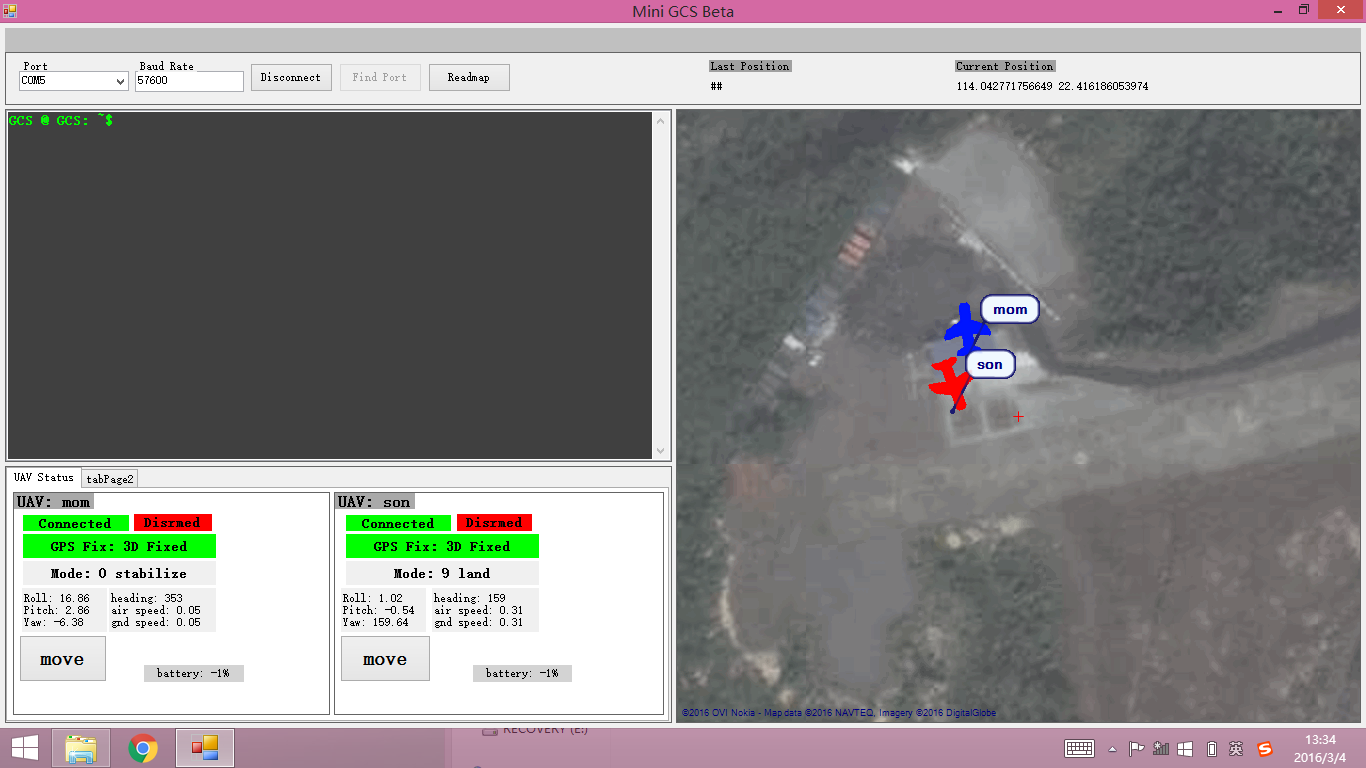 Mini GCS Beta
Port
COM5
Baud Rate
57600
Disconnect
Find Port
Readmap
Last Position
##
Current Position
114.042771756649 22.416186053974
GCS @ GCS: ~$
mom
son
©2016 OVI Nokia - Map data ©2016 NAVTEQ, Imagery ©2016 DigitalGlobe
UAV Status
tabPage2
UAV: mom
Connected
Disrmed
GPS Fix: 3D Fixed
Mode: 0 stabilize
Roll: 16.86
Pitch: 2.86
Yaw: -6.38
heading: 353
air speed: 0.05
gnd speed: 0.05
move
battery: -1%
UAV: son
Connected
Disrmed
GPS Fix: 3D Fixed
Mode: 9 land
Roll: 1.02
Pitch: -0.54
Yaw: 159.64
heading: 159
air speed: 0.31
gnd speed: 0.31
move
battery: -1%
RECOVERY (E:)
英
13:34
2016/3/4